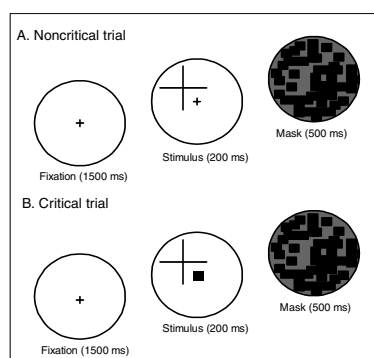 A. Noncritical trial
Mask (500 ms)
Stimulus (200 ms)
Fixation (1500 ms)
B. Critical trial
Mask (500 ms)
Stimulus (200 ms)
Fixation (1500 ms)